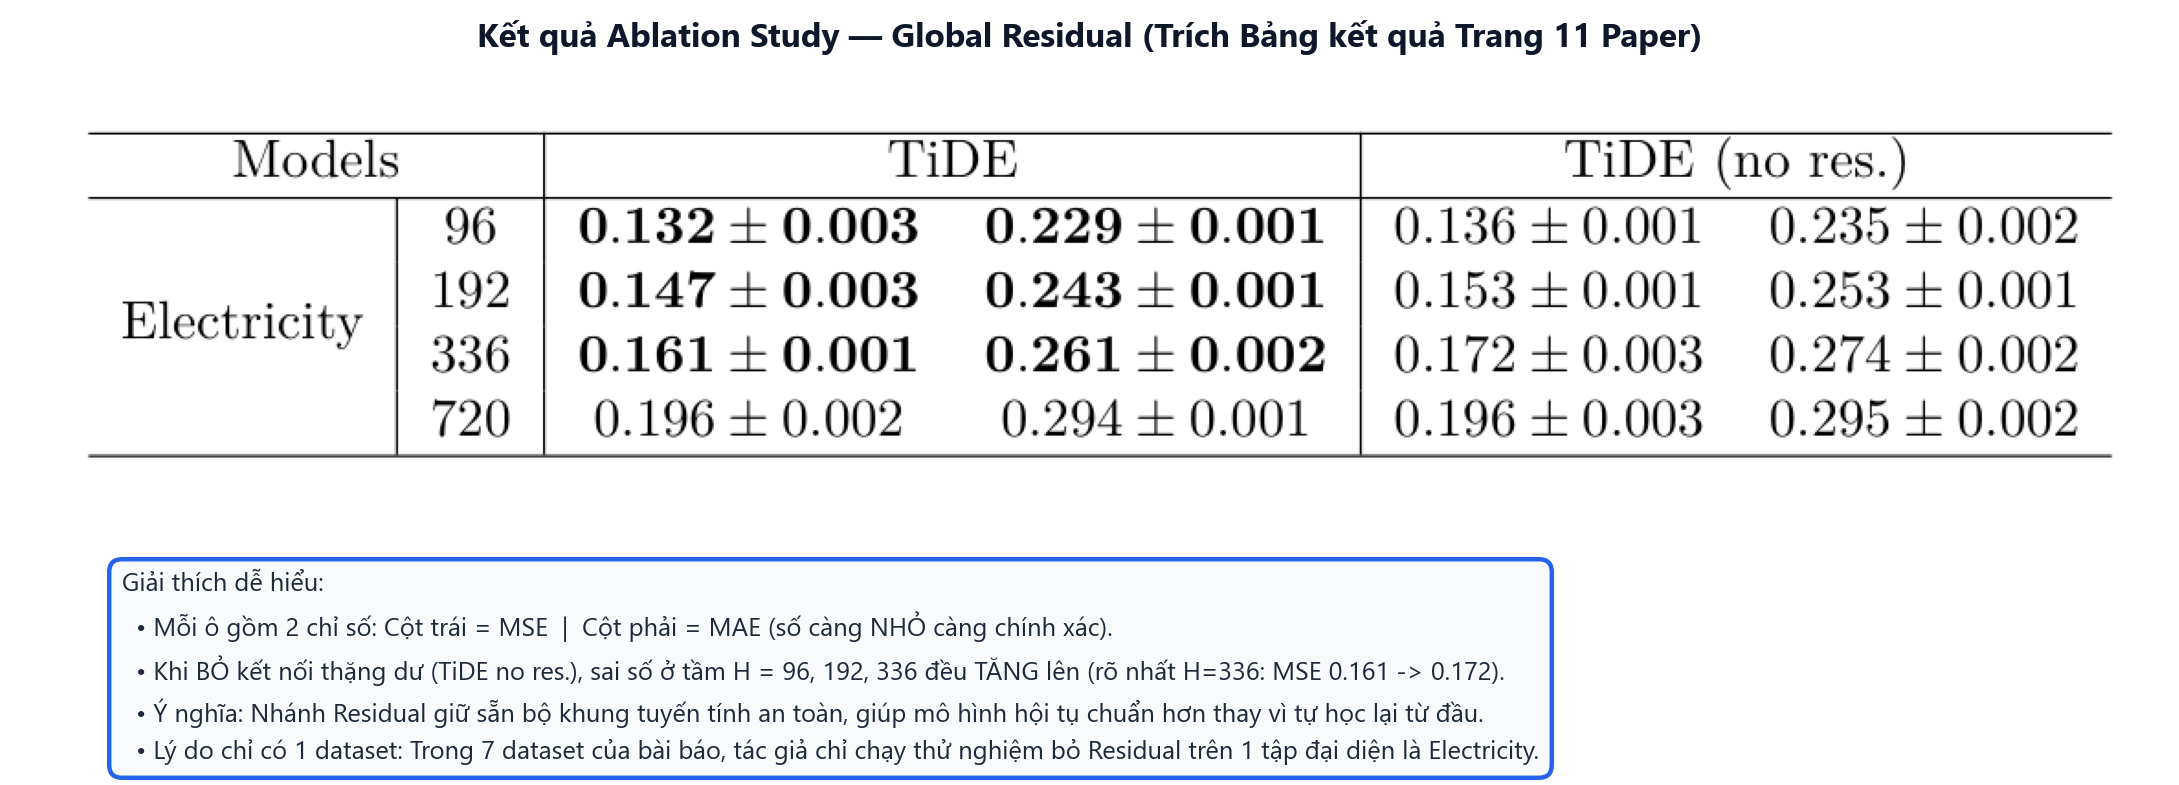 Kết quả Ablation Study — Global Residual (Trích Bảng kết quả Trang 11 Paper)
Models TiDE TiDE (no res.)
Electricity
96 0.132 ± 0.003 0.229 ± 0.001 0.136 ± 0.001 0.235 ± 0.002
192 0.147 ± 0.003 0.243 ± 0.001 0.153 ± 0.001 0.253 ± 0.001
336 0.161 ± 0.001 0.261 ± 0.002 0.172 ± 0.003 0.274 ± 0.002
720 0.196 ± 0.002 0.294 ± 0.001 0.196 ± 0.003 0.295 ± 0.002
Giải thích dễ hiểu:
• Mỗi ô gồm 2 chỉ số: Cột trái = MSE | Cột phải = MAE (số càng NHỎ càng chính xác).
• Khi BỎ kết nối thặng dư (TiDE no res.), sai số ở tầm H = 96, 192, 336 đều TĂNG lên (rõ nhất H=336: MSE 0.161 -> 0.172).
• Ý nghĩa: Nhánh Residual giữ sẵn bộ khung tuyến tính an toàn, giúp mô hình hội tụ chuẩn hơn thay vì tự học lại từ đầu.
• Lý do chỉ có 1 dataset: Trong 7 dataset của bài báo, tác giả chỉ chạy thử nghiệm bỏ Residual trên 1 tập đại diện là Electricity.